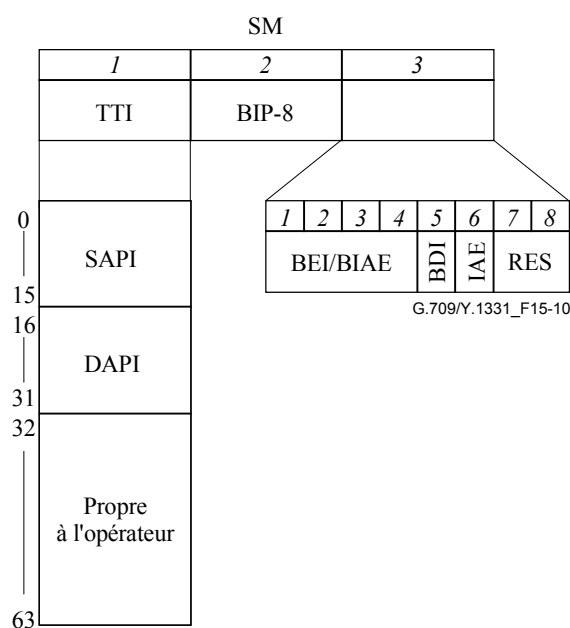 SM
1 2 3
TTI BIP-8
0
1 2 3 4 5 6 7 8
SAPI
BEI/BIAE BDI IAE RES
15
G.709/Y.1331_F15-10
16
DAPI
31
32
Propre
à l'opérateur
63